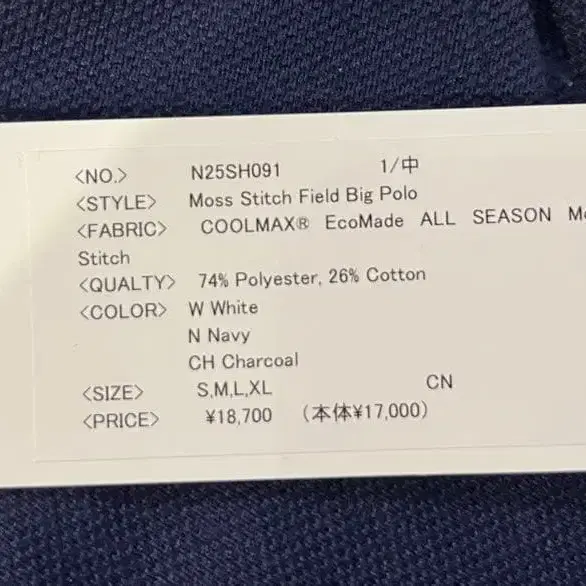 <NO.> N25SH091 1/中
<STYLE> Moss Stitch Field Big Polo
<FABRIC> COOLMAX® EcoMade ALL SEASON
Stitch
<QUALTY> 74% Polyester, 26% Cotton
<COLOR> W White
N Navy
CH Charcoal
<SIZE> S,M,L,XL CN
<PRICE> ¥18,700 (本体¥17,000)